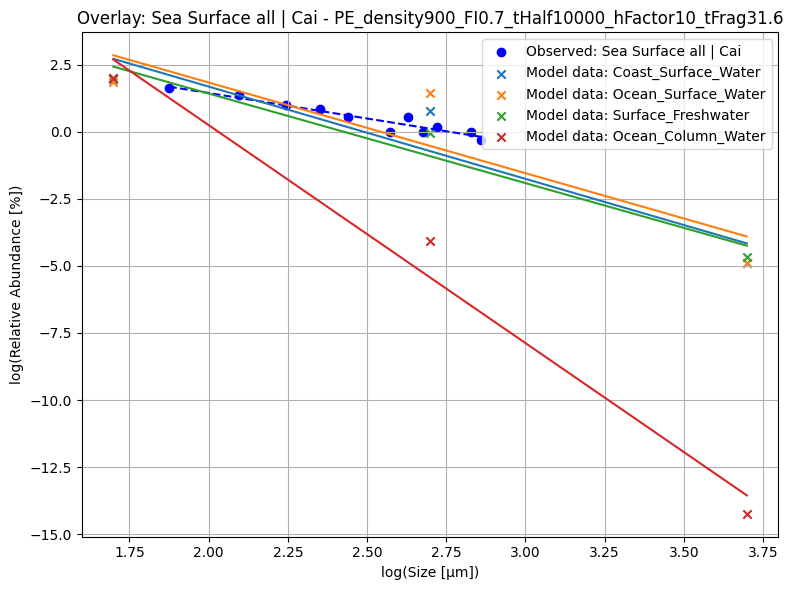 Overlay: Sea Surface all | Cai - PE_density900_FI0.7_tHalf10000_hFactor10_tFrag31.6
Observed: Sea Surface all | Cai
Model data: Coast_Surface_Water
Model data: Ocean_Surface_Water
Model data: Surface_Freshwater
Model data: Ocean_Column_Water
log(Relative Abundance [%])
2.5
0.0
−2.5
−5.0
−7.5
−10.0
−12.5
−15.0
1.75 2.00 2.25 2.50 2.75 3.00 3.25 3.50 3.75
log(Size [µm])